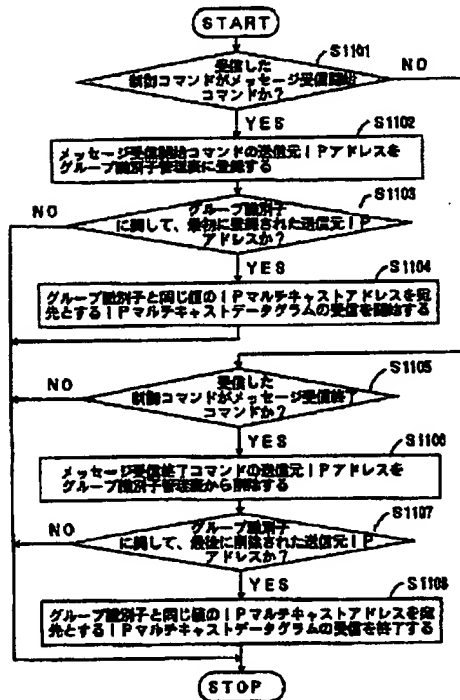 START
S1101
受信した
制御コマンドがメッセージ受信開始
コマンドか?
NO
YES
S1102
メッセージ受信開始コマンドの送信元IPアドレスを
グループ識別子管理表に登録する
S1103
グループ識別子
に関して、最初に登録された送信元IP
アドレスか?
NO
YES
S1104
グループ識別子と同じ値のIPマルチキャストアドレスを宛
先とするIPマルチキャストデータグラムの受信を開始する
S1105
受信した
制御コマンドがメッセージ受信終了
コマンドか?
NO
YES
S1106
メッセージ受信終了コマンドの送信元IPアドレスを
グループ識別子管理表から削除する
S1107
グループ識別子
に関して、最後に削除された送信元IP
アドレスか?
NO
YES
S1108
グループ識別子と同じ値のIPマルチキャストアドレスを宛
先とするIPマルチキャストデータグラムの受信を終了する
STOP